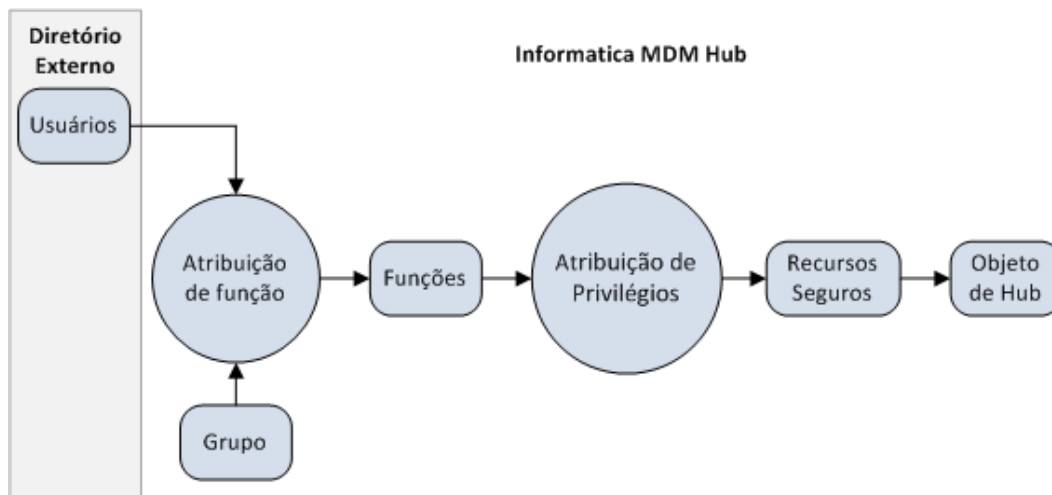 Diretório
Externo
Informatica MDM Hub
Usuários
Atribuição
de função
Funções
Atribuição de
Privilégios
Recursos
Seguros
Objeto
de Hub
Grupo